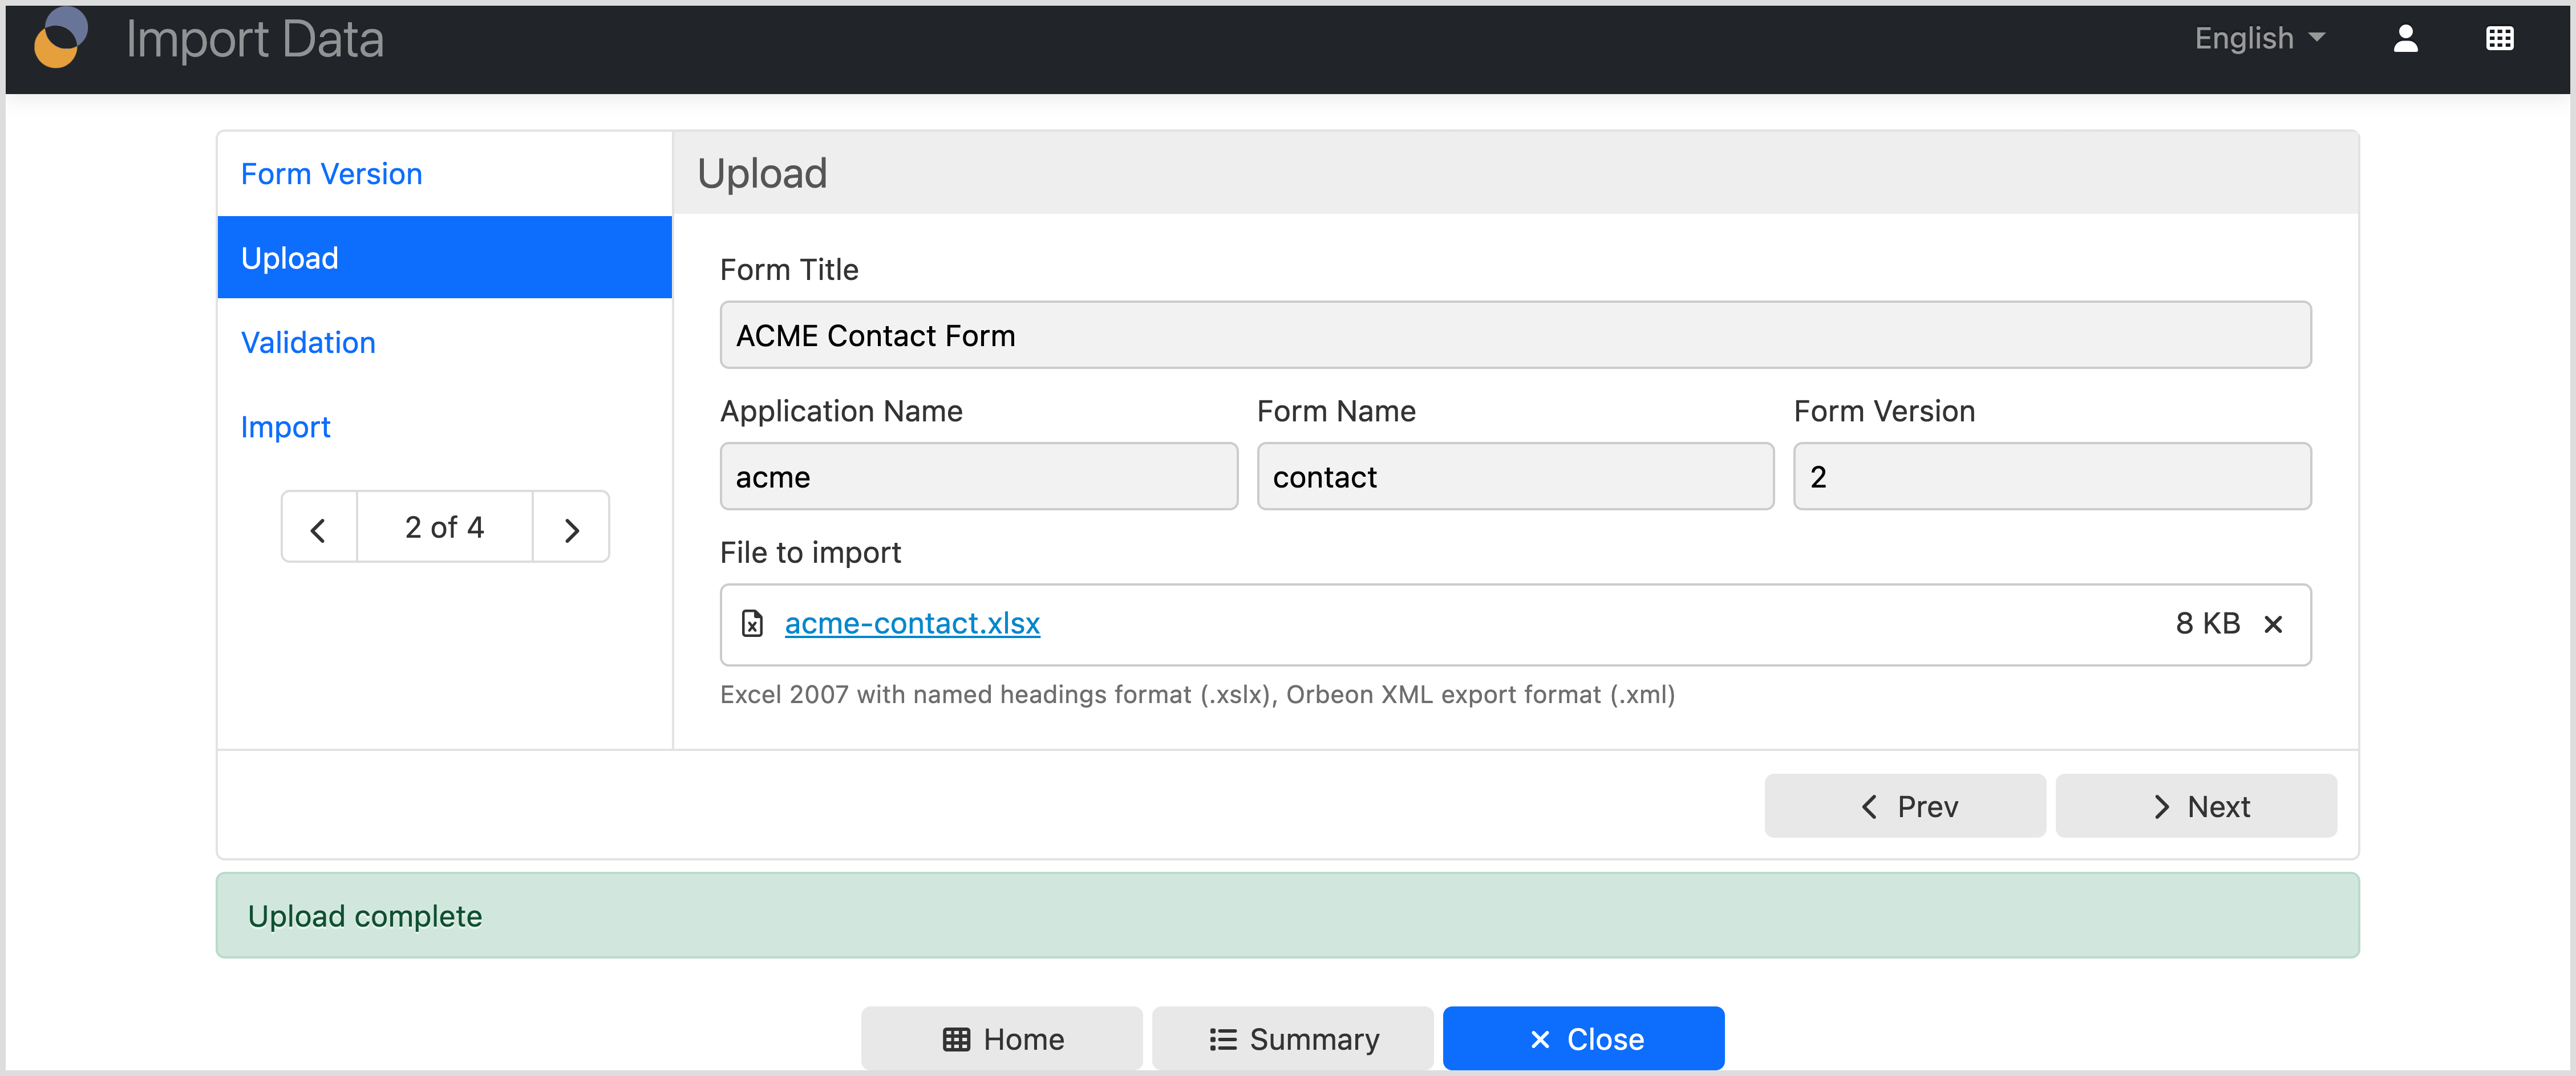 Import Data
English
Form Version
Upload
Validation
Import
2 of 4
Upload
Form Title
ACME Contact Form
Application Name Form Name Form Version
acme contact 2
File to import
acme-contact.xlsx 8 KB
Excel 2007 with named headings format (.xslx), Orbeon XML export format (.xml)
Prev Next
Upload complete
Home Summary Close